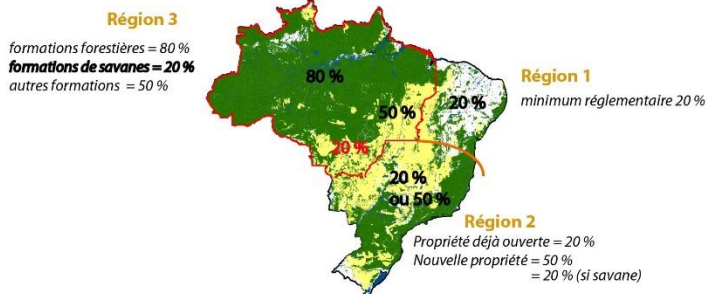 Région 3
formations forestières = 80 %
formations de savanes = 20 %
autres formations = 50 %
80 %
50 %
20 %
20 %
20 %
ou 50 %
Région 1
minimum réglementaire 20 %
Région 2
Propriété déjà ouverte = 20 %
Nouvelle propriété = 50 %
= 20 % (si savane)